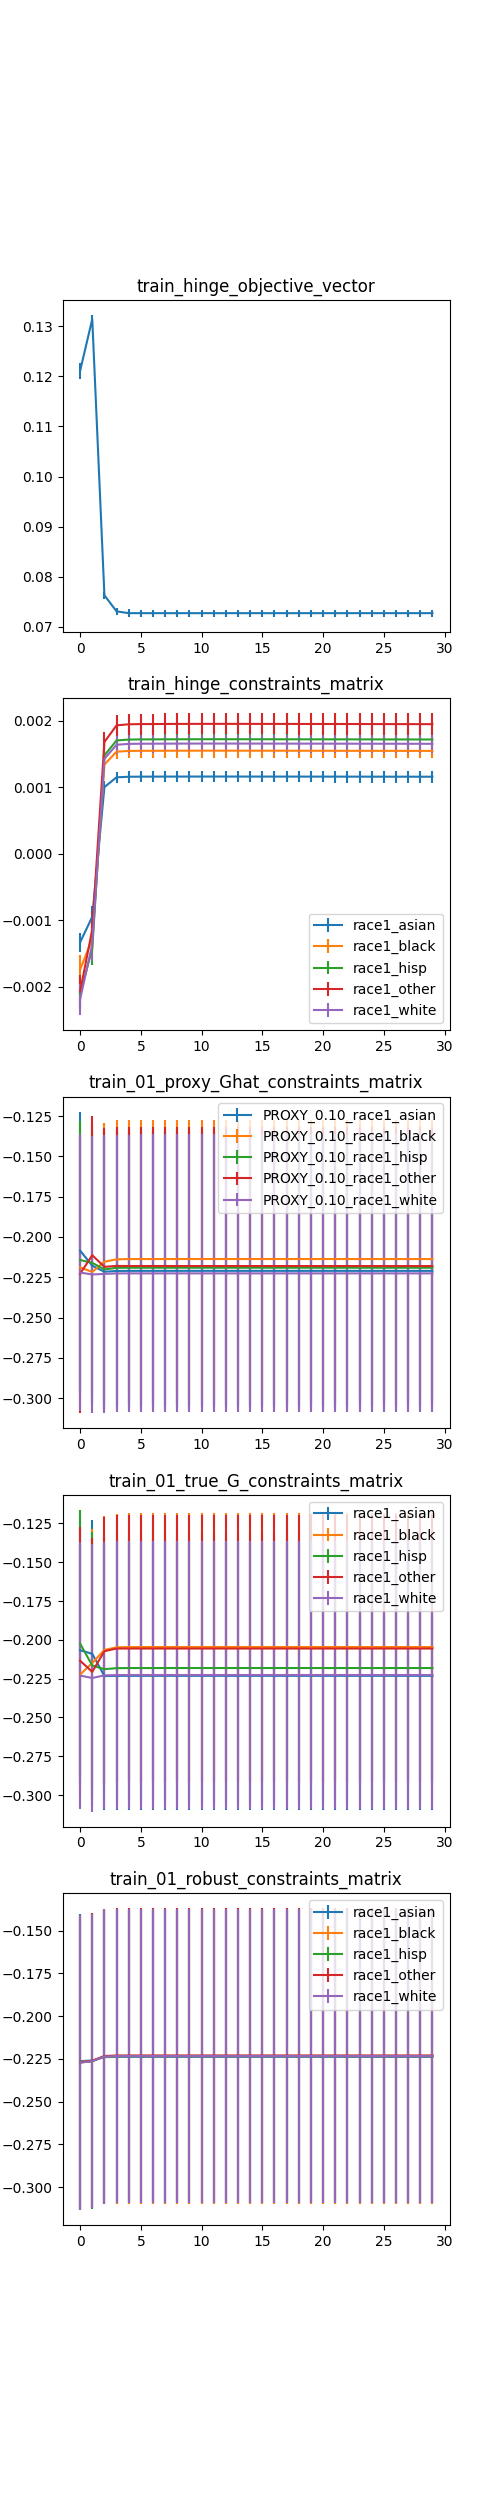 train_hinge_objective_vector
0.13
0.12
0.11
0.10
0.09
0.08
0.07
0 5 10 15 20 25 30
train_hinge_constraints_matrix
0.002
0.001
0.000
−0.001
−0.002
race1_asian
race1_black
race1_hisp
race1_other
race1_white
0 5 10 15 20 25 30
train_01_proxy_Ghat_constraints_matrix
−0.125
−0.150
−0.175
−0.200
−0.225
−0.250
−0.275
−0.300
PROXY_0.10_race1_asian
PROXY_0.10_race1_black
PROXY_0.10_race1_hisp
PROXY_0.10_race1_other
PROXY_0.10_race1_white
0 5 10 15 20 25 30
train_01_true_G_constraints_matrix
−0.125
−0.150
−0.175
−0.200
−0.225
−0.250
−0.275
−0.300
race1_asian
race1_black
race1_hisp
race1_other
race1_white
0 5 10 15 20 25 30
train_01_robust_constraints_matrix
−0.150
−0.175
−0.200
−0.225
−0.250
−0.275
−0.300
race1_asian
race1_black
race1_hisp
race1_other
race1_white
0 5 10 15 20 25 30